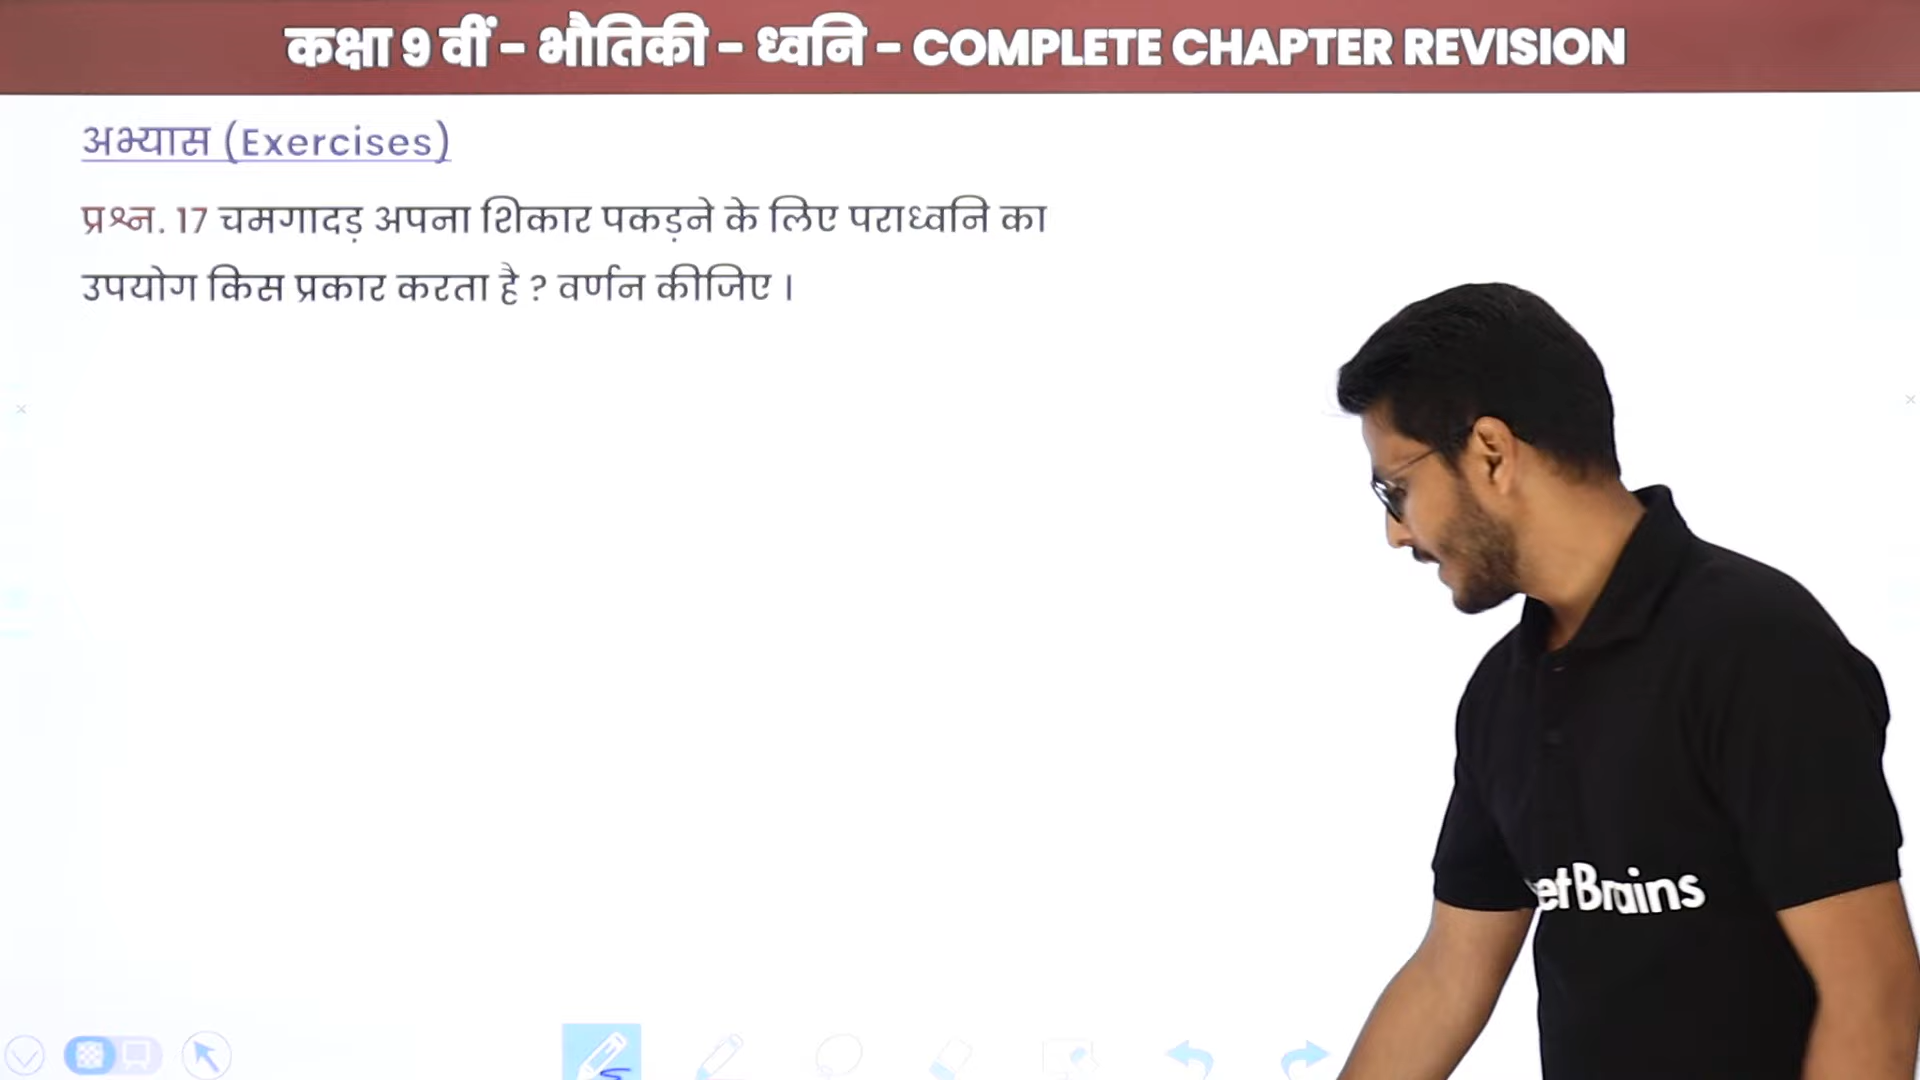 कक्षा 9 वीं - भौतिकी - ध्वनि - COMPLETE CHAPTER REVISION
अभ्यास (Exercises)
प्रश्न. 17 चमगादड़ अपना शिकार पकड़ने के लिए पराध्वनि का
उपयोग किस प्रकार करता है ? वर्णन कीजिए ।
etBrains